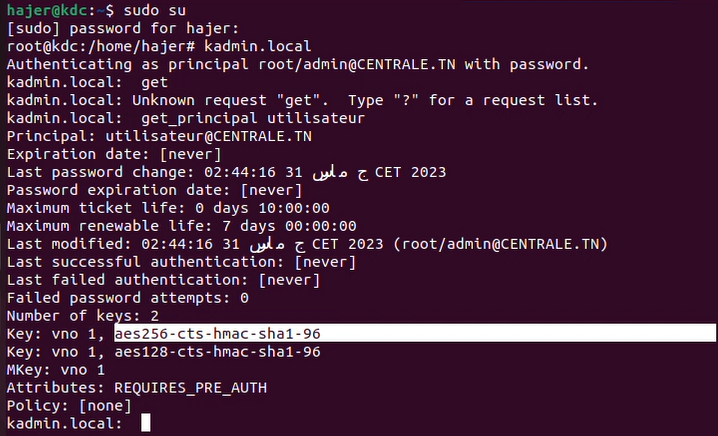 hajer@kdc:~$ sudo su
[sudo] password for hajer:
root@kdc:/home/hajer# kadmin.local
Authenticating as principal root/admin@CENTRALE.TN with password.
kadmin.local:  get
kadmin.local: Unknown request "get".  Type "?" for a request list.
kadmin.local:  get_principal utilisateur
Principal: utilisateur@CENTRALE.TN
Expiration date: [never]
Last password change: 02:44:16 31 ج مارس CET 2023
Password expiration date: [never]
Maximum ticket life: 0 days 10:00:00
Maximum renewable life: 7 days 00:00:00
Last modified: 02:44:16 31 ج مارس CET 2023 (root/admin@CENTRALE.TN)
Last successful authentication: [never]
Last failed authentication: [never]
Failed password attempts: 0
Number of keys: 2
Key: vno 1, aes256-cts-hmac-sha1-96
Key: vno 1, aes128-cts-hmac-sha1-96
MKey: vno 1
Attributes: REQUIRES_PRE_AUTH
Policy: [none]
kadmin.local: